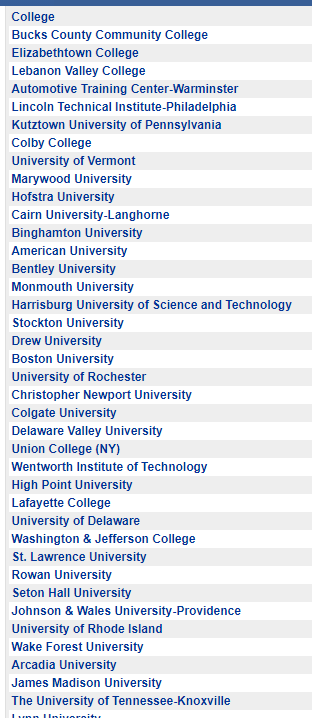 College
Bucks County Community College
Elizabethtown College
Lebanon Valley College
Automotive Training Center-Warminster
Lincoln Technical Institute-Philadelphia
Kutztown University of Pennsylvania
Colby College
University of Vermont
Marywood University
Hofstra University
Cairn University-Langhorne
Binghamton University
American University
Bentley University
Monmouth University
Harrisburg University of Science and Technology
Stockton University
Drew University
Boston University
University of Rochester
Christopher Newport University
Colgate University
Delaware Valley University
Union College (NY)
Wentworth Institute of Technology
High Point University
Lafayette College
University of Delaware
Washington & Jefferson College
St. Lawrence University
Rowan University
Seton Hall University
Johnson & Wales University-Providence
University of Rhode Island
Wake Forest University
Arcadia University
James Madison University
The University of Tennessee-Knoxville
Lynn University